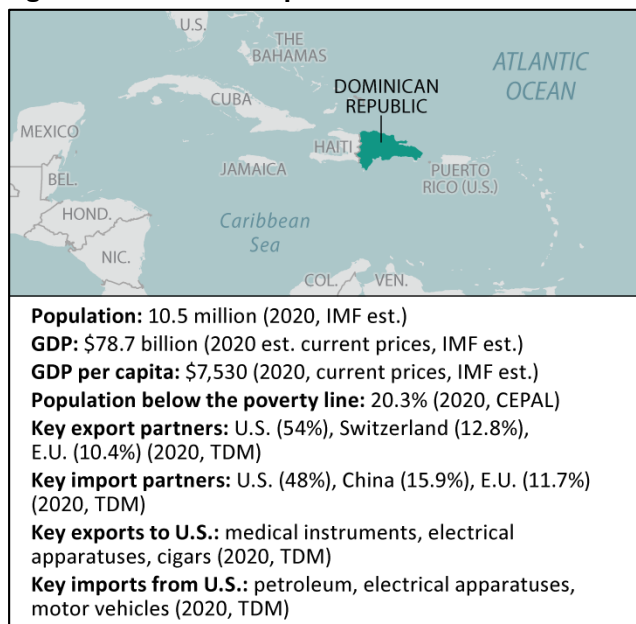 U.S.
THE
BAHAMAS
ATLANTIC
OCEAN
CUBA
DOMINICAN
REPUBLIC
MEXICO
HAITI
JAMAICA
PUERTO
RICO (U.S.)
BEL.
HOND.
Caribbean
Sea
NIC.
COL.
VEN.
Population: 10.5 million (2020, IMF est.)
GDP: $78.7 billion (2020 est. current prices, IMF est.)
GDP per capita: $7,530 (2020, current prices, IMF est.)
Population below the poverty line: 20.3% (2020, CEPAL)
Key export partners: U.S. (54%), Switzerland (12.8%),
E.U. (10.4%) (2020, TDM)
Key import partners: U.S. (48%), China (15.9%), E.U. (11.7%)
(2020, TDM)
Key exports to U.S.: medical instruments, electrical
apparatuses, cigars (2020, TDM)
Key imports from U.S.: petroleum, electrical apparatuses,
motor vehicles (2020, TDM)